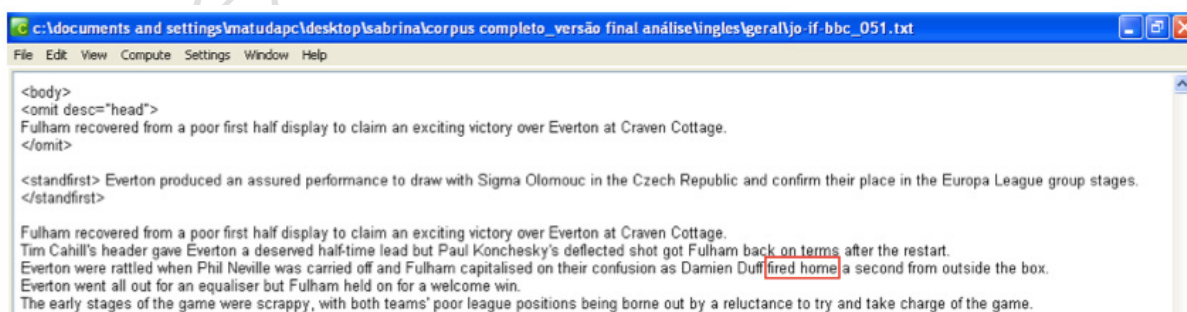 c:\documents and settings\matudapc\desktop\sabrina\corpus completo_versão final análise\ingles\geral\jo-if-bbc_051.txt
File Edit View Compute Settings Window Help
<body>
<omit desc="head">
Fulham recovered from a poor first half display to claim an exciting victory over Everton at Craven Cottage.
</omit>
<standfirst> Everton produced an assured performance to draw with Sigma Olomouc in the Czech Republic and confirm their place in the Europa League group stages.
</standfirst>
Fulham recovered from a poor first half display to claim an exciting victory over Everton at Craven Cottage.
Tim Cahill's header gave Everton a deserved half-time lead but Paul Konchesky's deflected shot got Fulham back on terms after the restart.
Everton were rattled when Phil Neville was carried off and Fulham capitalised on their confusion as Damien Duff fired home a second from outside the box.
Everton went all out for an equaliser but Fulham held on for a welcome win.
The early stages of the game were scrappy, with both teams' poor league positions being borne out by a reluctance to try and take charge of the game.